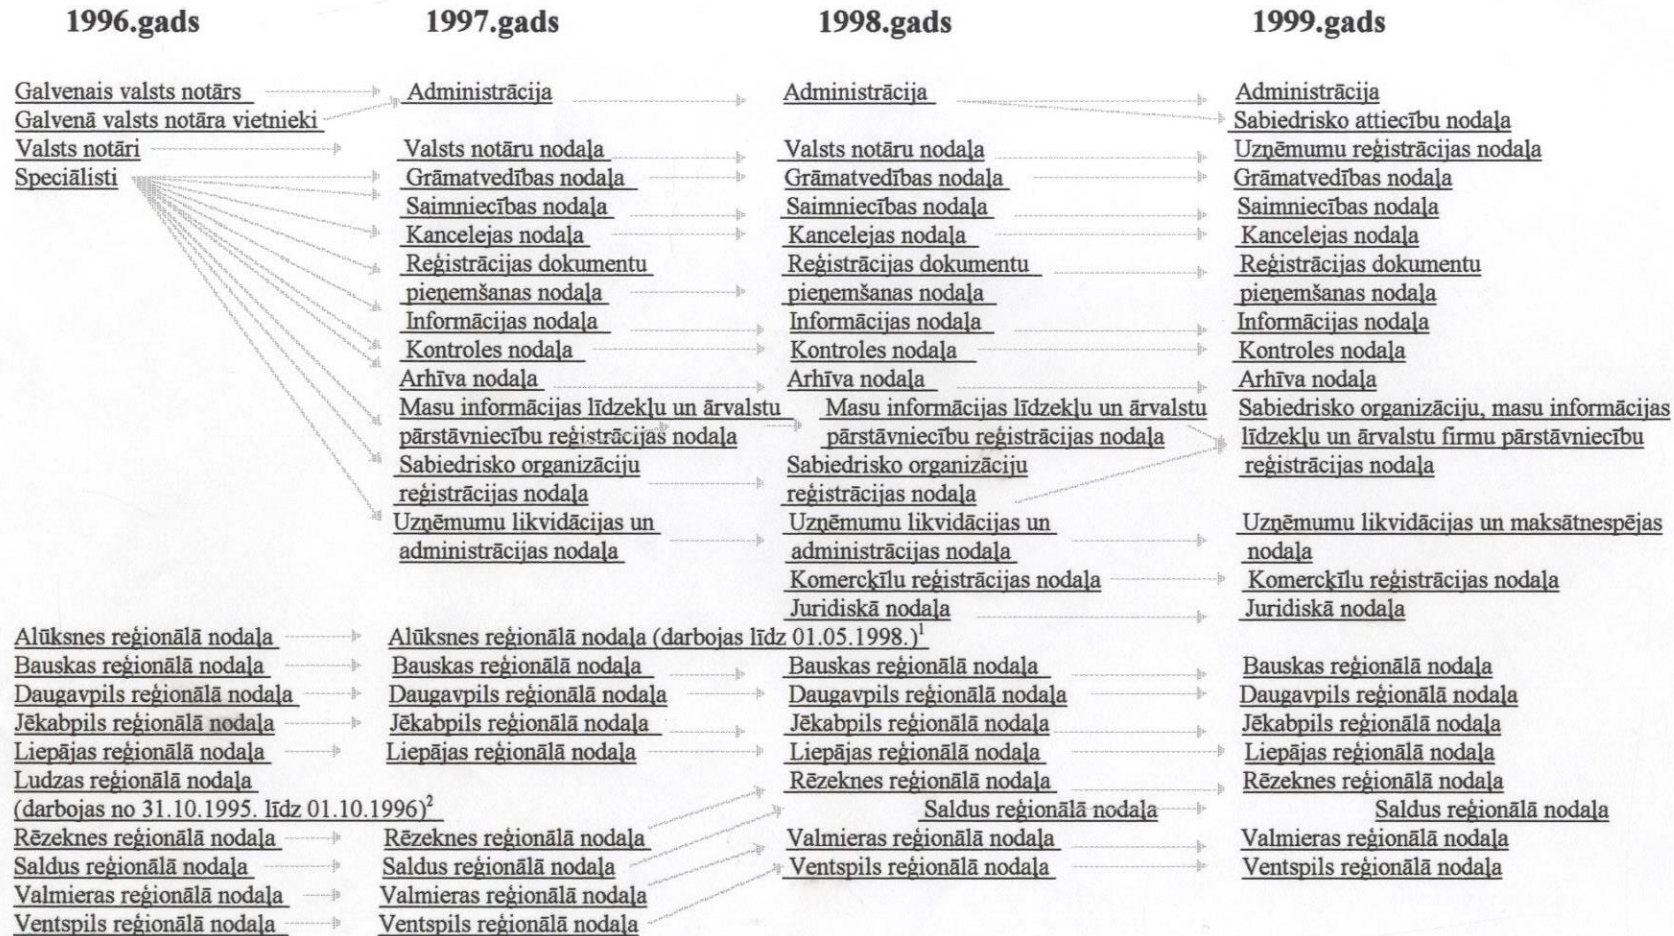 1996.gads
Galvenais valsts notārs
Galvenā valsts notāra vietnieki
Valsts notāri
Speciālisti
Alūksnes reģionālā nodaļa
Bauskas reģionālā nodaļa
Daugavpils reģionālā nodaļa
Jēkabpils reģionālā nodaļa
Liepājas reģionālā nodaļa
Ludzas reģionālā nodaļa
(darbojas no 31.10.1995. līdz 01.10.1996)²
Rēzeknes reģionālā nodaļa
Saldus reģionālā nodaļa
Valmieras reģionālā nodaļa
Ventspils reģionālā nodaļa
1997.gads
Administrācija
Valsts notāru nodaļa
Grāmatvedības nodaļa
Saimniecības nodaļa
Kancelejas nodaļa
Reģistrācijas dokumentu
pieņemšanas nodaļa
Informācijas nodaļa
Kontroles nodaļa
Arhīva nodaļa
Masu informācijas līdzekļu un ārvalstu
pārstāvniecību reģistrācijas nodaļa
Sabiedrisko organizāciju
reģistrācijas nodaļa
Uzņēmumu likvidācijas un
administrācijas nodaļa
Alūksnes reģionālā nodaļa (darbojas līdz 01.05.1998.)¹
Bauskas reģionālā nodaļa
Daugavpils reģionālā nodaļa
Jēkabpils reģionālā nodaļa
Liepājas reģionālā nodaļa
Rēzeknes reģionālā nodaļa
Saldus reģionālā nodaļa
Valmieras reģionālā nodaļa
Ventspils reģionālā nodaļa
1998.gads
Administrācija
Valsts notāru nodaļa
Grāmatvedības nodaļa
Saimniecības nodaļa
Kancelejas nodaļa
Reģistrācijas dokumentu
pieņemšanas nodaļa
Informācijas nodaļa
Kontroles nodaļa
Arhīva nodaļa
Masu informācijas līdzekļu un ārvalstu
pārstāvniecību reģistrācijas nodaļa
Sabiedrisko organizāciju
reģistrācijas nodaļa
Uzņēmumu likvidācijas un
administrācijas nodaļa
Komercķīlu reģistrācijas nodaļa
Juridiskā nodaļa
Bauskas reģionālā nodaļa
Daugavpils reģionālā nodaļa
Jēkabpils reģionālā nodaļa
Liepājas reģionālā nodaļa
Rēzeknes reģionālā nodaļa
Saldus reģionālā nodaļa
Valmieras reģionālā nodaļa
Ventspils reģionālā nodaļa
1999.gads
Administrācija
Sabiedrisko attiecību nodaļa
Uzņēmumu reģistrācijas nodaļa
Grāmatvedības nodaļa
Saimniecības nodaļa
Kancelejas nodaļa
Reģistrācijas dokumentu
pieņemšanas nodaļa
Informācijas nodaļa
Kontroles nodaļa
Arhīva nodaļa
Sabiedrisko organizāciju, masu informācijas
līdzekļu un ārvalstu firmu pārstāvniecību
reģistrācijas nodaļa
Uzņēmumu likvidācijas un maksātnespējas
nodaļa
Komercķīlu reģistrācijas nodaļa
Juridiskā nodaļa
Bauskas reģionālā nodaļa
Daugavpils reģionālā nodaļa
Jēkabpils reģionālā nodaļa
Liepājas reģionālā nodaļa
Rēzeknes reģionālā nodaļa
Saldus reģionālā nodaļa
Valmieras reģionālā nodaļa
Ventspils reģionālā nodaļa